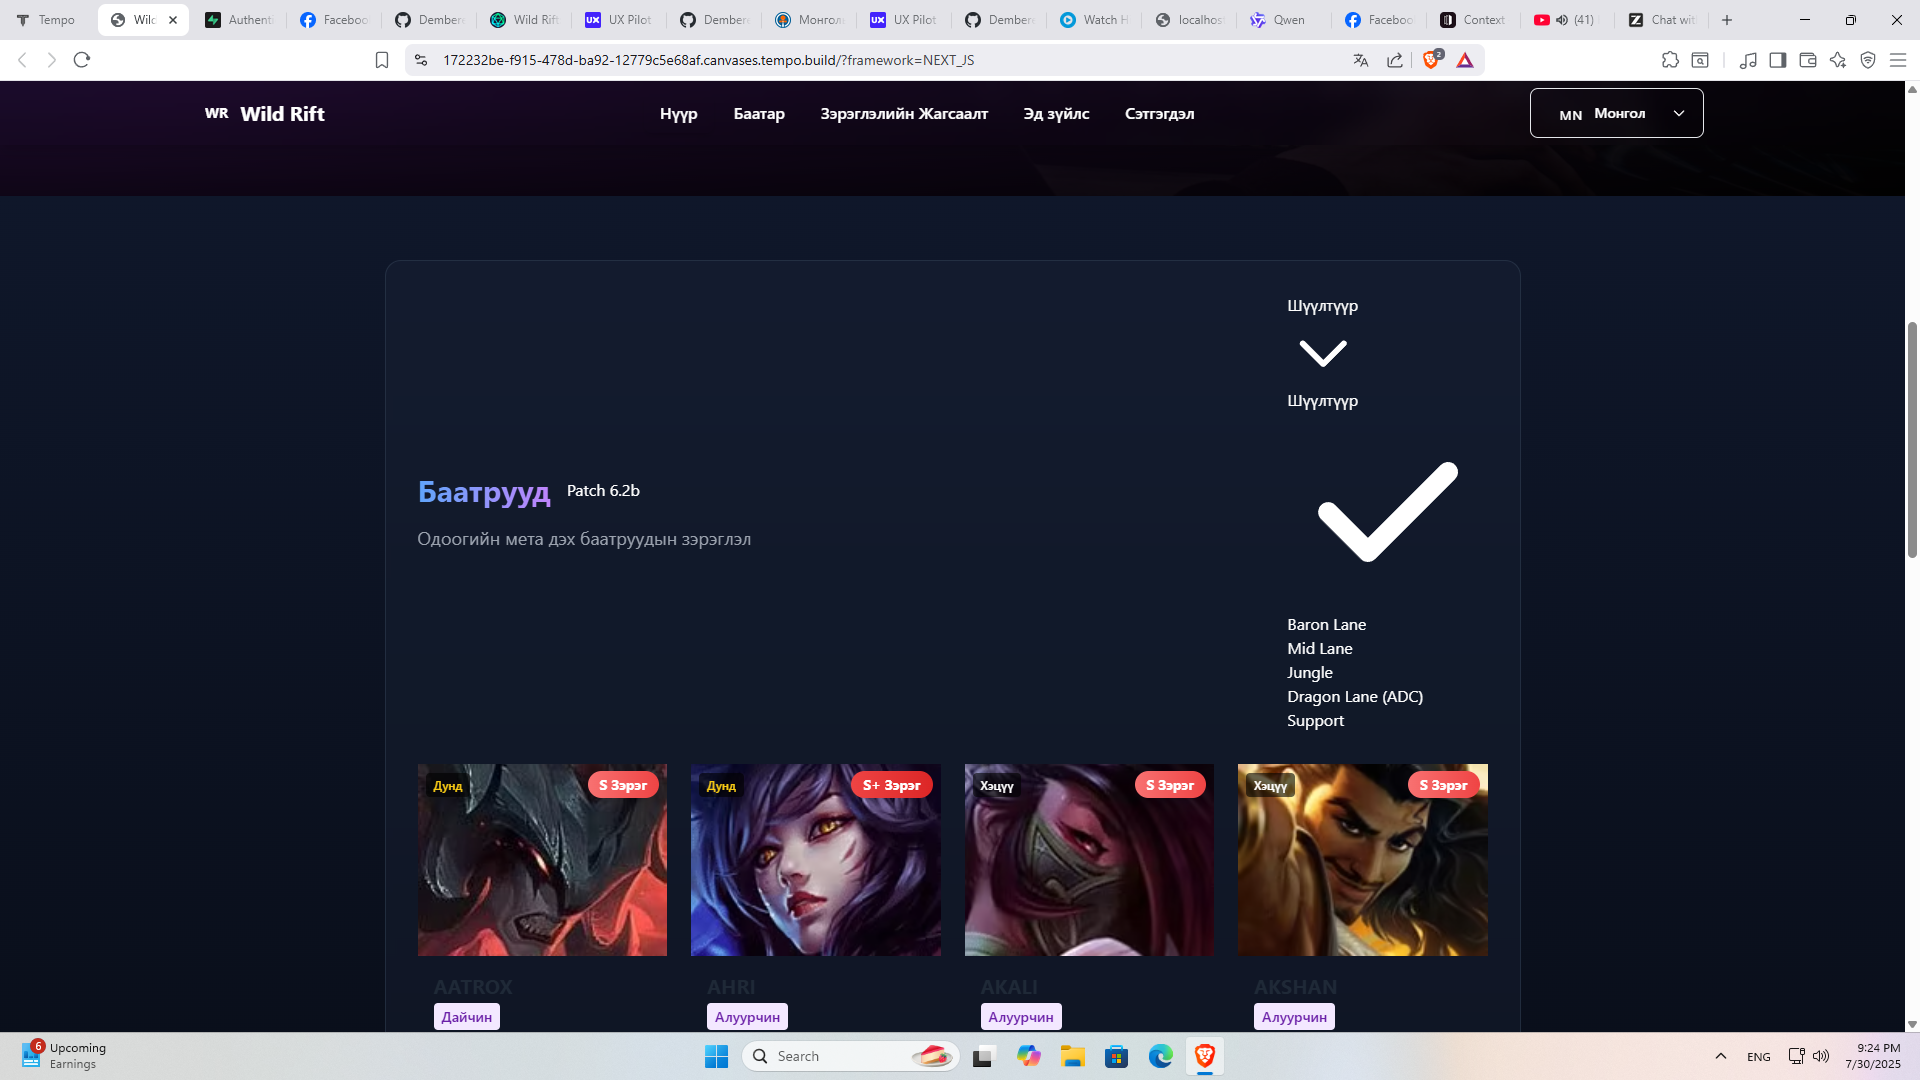 Tempo
Wild
Authenti
Faceboo
Dembere
Wild Rift
UX Pilot
Dembere
Монгол
UX Pilot
Dembere
Watch H
localhos
Qwen
Faceboo
Context
(41)
Chat wit
172232be-f915-478d-ba92-12779c5e68af.canvases.tempo.build/?framework=NEXT_JS
2
WR Wild Rift
Нүүр
Баатар
Зэрэглэлийн Жагсаалт
Эд зүйлс
Сэтгэгдэл
MN Монгол
Шүүлтүүр
Шүүлтүүр
Баатрууд Patch 6.2b
Одоогийн мета дэх баатруудын зэрэглэл
Baron Lane
Mid Lane
Jungle
Dragon Lane (ADC)
Support
Дунд
S Зэрэг
Дунд
S+ Зэрэг
Хэцүү
S Зэрэг
Хэцүү
S Зэрэг
AATROX
AHRI
AKALI
AKSHAN
Дайчин
Алуурчин
Алуурчин
Алуурчин
6
Upcoming
Earnings
Search
ENG
9:24 PM
7/30/2025